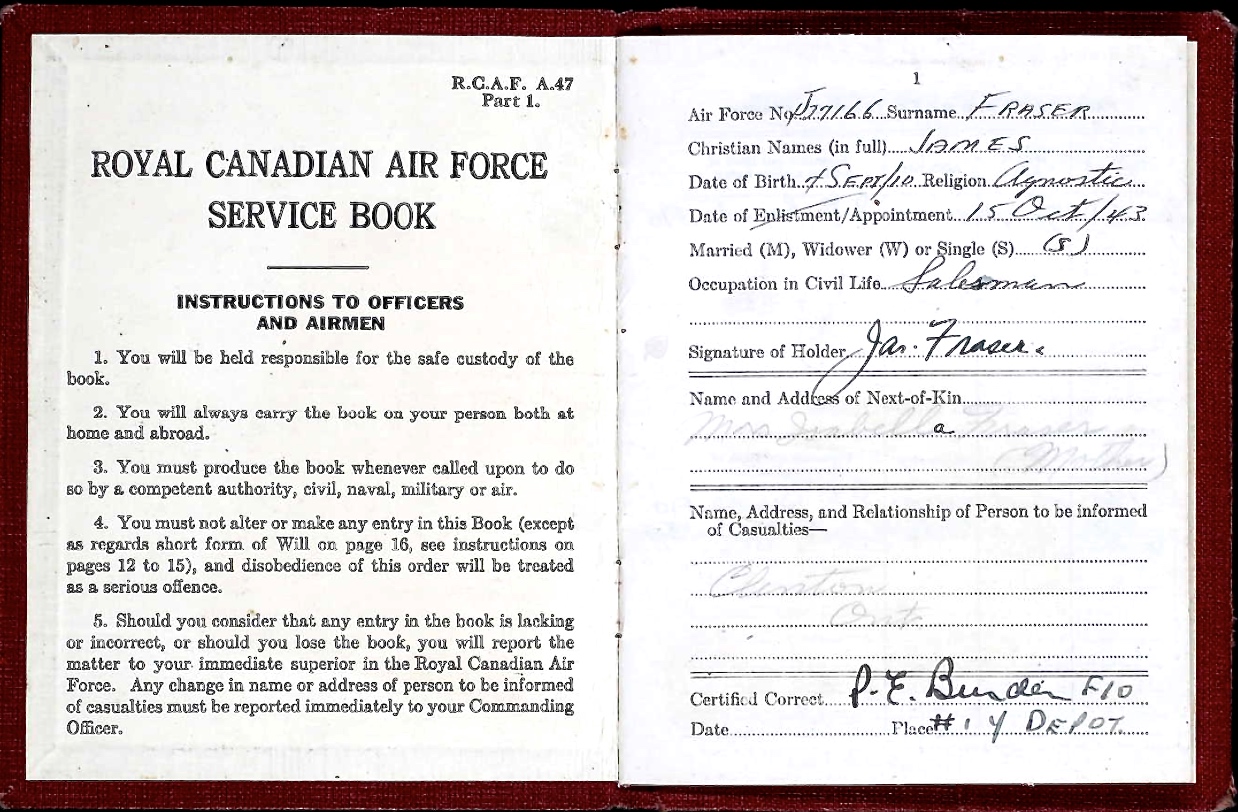 R.C.A.F. A.47
Part 1.
ROYAL CANADIAN AIR FORCE
SERVICE BOOK
INSTRUCTIONS TO OFFICERS
AND AIRMEN
1. You will be held responsible for the safe custody of the
book.
2. You will always carry the book on your person both at
home and abroad.
3. You must produce the book whenever called upon to do
so by a competent authority, civil, naval, military or air.
4. You must not alter or make any entry in this Book (except
as regards short form of Will on page 16, see instructions on
pages 12 to 15), and disobedience of this order will be treated
as a serious offence.
5. Should you consider that any entry in the book is lacking
or incorrect, or should you lose the book, you will report the
matter to your immediate superior in the Royal Canadian Air
Force. Any change in name or address of person to be informed
of casualties must be reported immediately to your Commanding
Officer.
1
Air Force No. J77166 Surname FRASER
Christian Names (in full) JAMES
Date of Birth 7 SEPT/10 Religion Agnostic
Date of Enlistment/Appointment 15 Oct/43
Married (M), Widower (W) or Single (S) (S)
Occupation in Civil Life Salesman
Signature of Holder Jas. Fraser.
Name and Address of Next-of-Kin
Mrs Isabella Fraser
(Mother)
Name, Address, and Relationship of Person to be informed
of Casualties—
Clinton
Ont
Certified Correct P. E. F/O
Date Place #1 Y DEPOT.